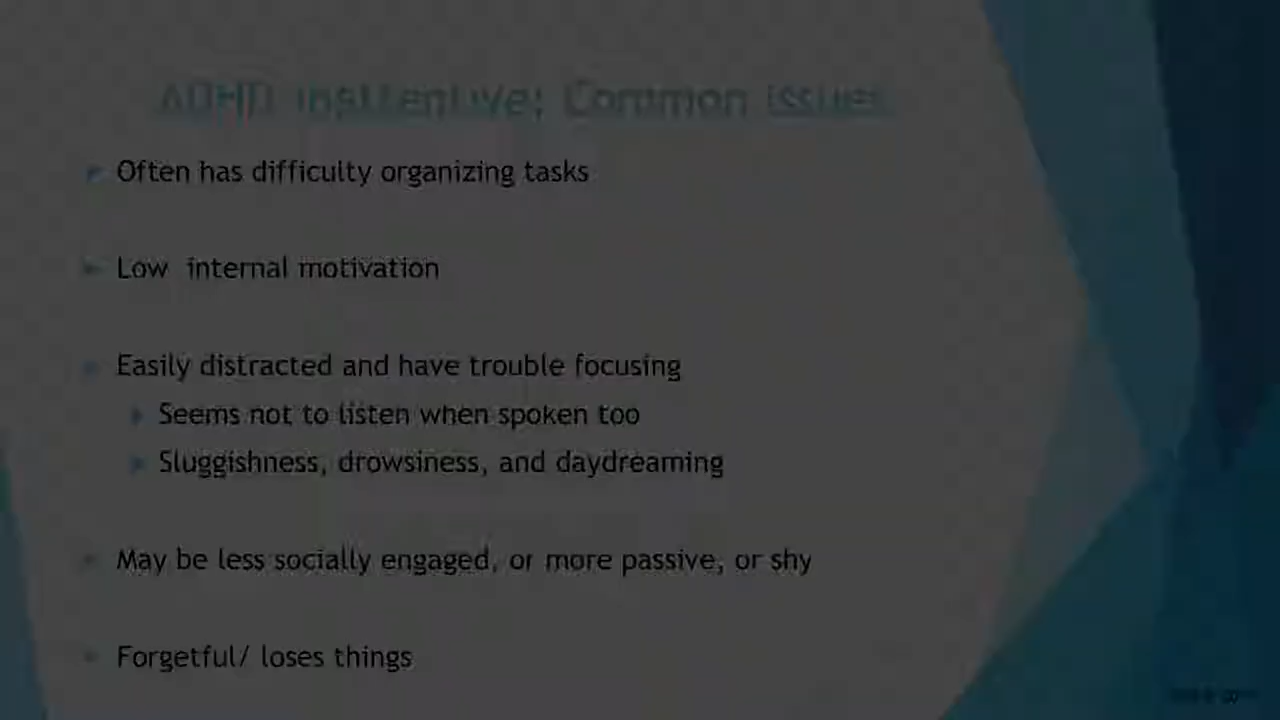 ADHD Inattentive: Common Issues
Often has difficulty organizing tasks
Low internal motivation
Easily distracted and have trouble focusing
Seems not to listen when spoken too
Sluggishness, drowsiness, and daydreaming
May be less socially engaged, or more passive, or shy
Forgetful/ loses things